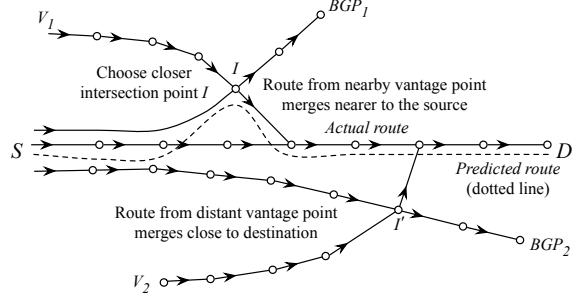 V1
BGP1
Choose closer
intersection point I
I
Route from nearby vantage point
merges nearer to the source
Actual route
S
D
Predicted route
(dotted line)
Route from distant vantage point
merges close to destination
I'
BGP2
V2